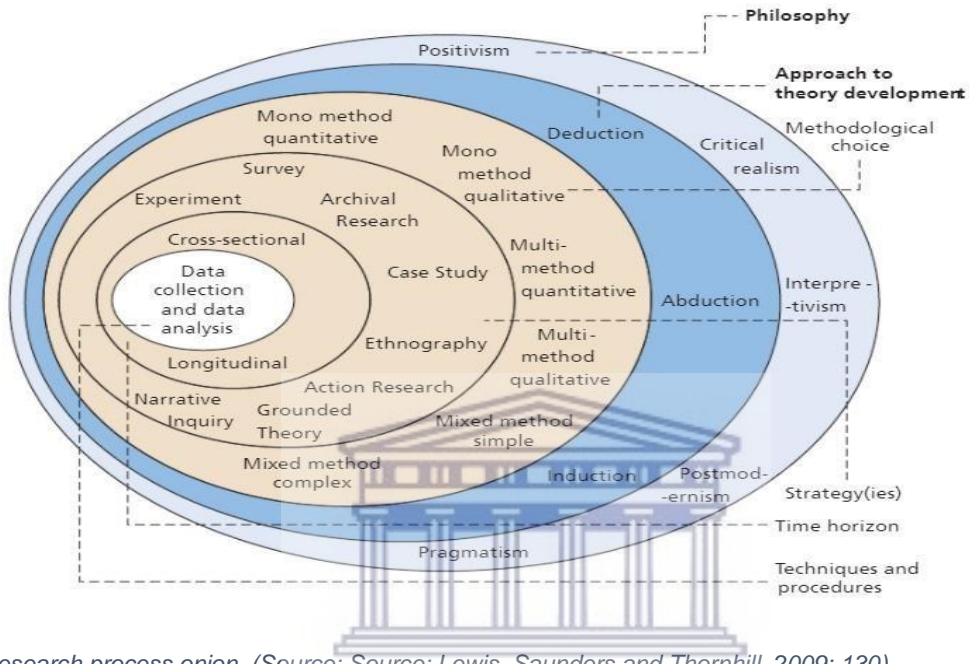 Philosophy
Positivism
Approach to
theory development
Mono method
quantitative
Deduction
Methodological
choice
Critical
realism
Mono
method
qualitative
Survey
Experiment
Archival
Research
Cross-sectional
Multi-
method
quantitative
Data
collection
and data
analysis
Case Study
Abduction
Interpre -
-tivism
Ethnography
Longitudinal
Multi-
method
qualitative
Action Research
Narrative
Inquiry
Grounded
Theory
Mixed method
simple
Mixed method
complex
Induction
Postmod-
-ernism
Strategy(ies)
Time horizon
Pragmatism
Techniques and
procedures
esearch process onion. (Source: Source: Lewis, Saunders and Thornhill, 2009: 130)